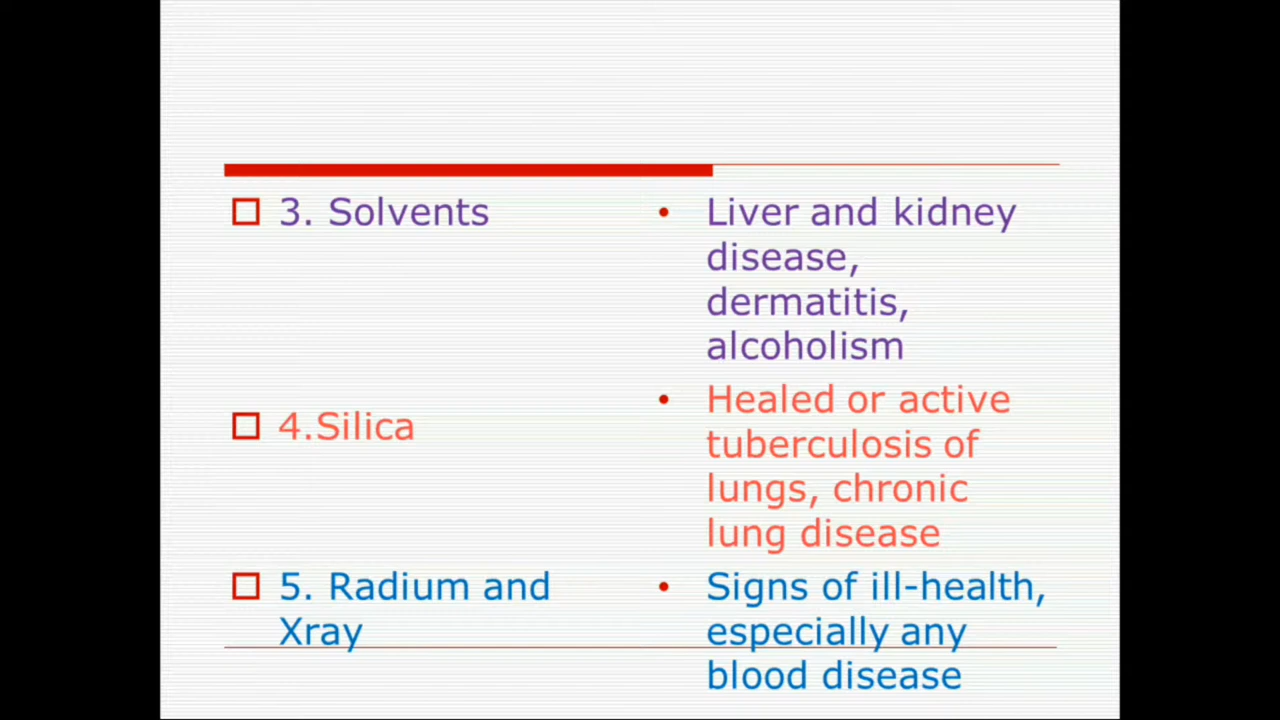 3. Solvents
Liver and kidney
disease,
dermatitis,
alcoholism
4.Silica
Healed or active
tuberculosis of
lungs, chronic
lung disease
5. Radium and
Xray
Signs of ill-health,
especially any
blood disease